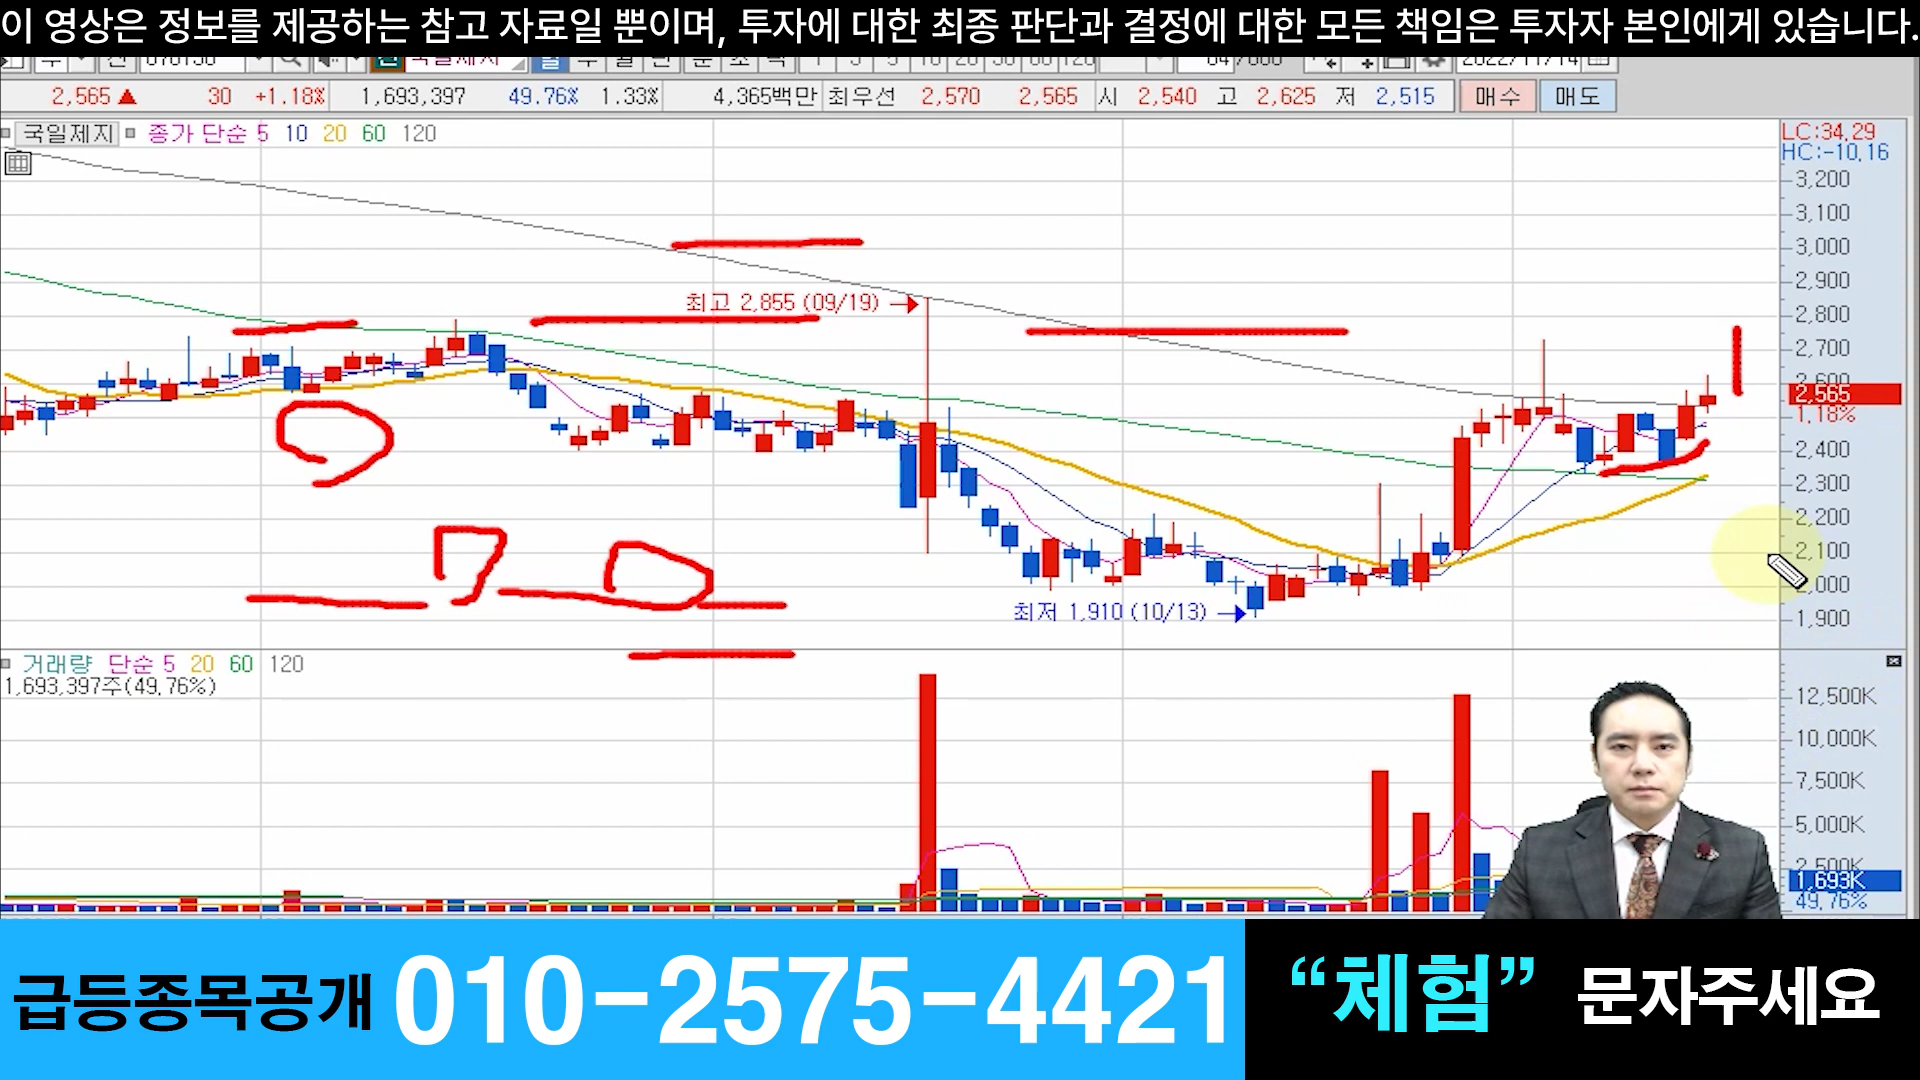 이 영상은 정보를 제공하는 참고 자료일 뿐이며, 투자에 대한 최종 판단과 결정에 대한 모든 책임은 투자자 본인에게 있습니다.
2022/11/14
2,565 ▲ 30 +1.18% 1,693,397 49.76% 1.33% 4,365백만 최우선 2,570 2,565 시 2,540 고 2,625 저 2,515 매수 매도
국일제지 종가 단순 5 10 20 60 120
LC:34.29
HC:-10.16
3,200
3,100
3,000
2,900
최고 2,855 (09/19)
2,800
2,700
2,600
2,565
1.18%
2,400
2,300
2,200
2,100
2,000
최저 1,910 (10/13)
1,900
거래량 단순 5 20 60 120
1,693,397주(49.76%)
12,500K
10,000K
7,500K
5,000K
2,500K
1,693K
49.76%
급등종목공개 010-2575-4421 “체험” 문자주세요